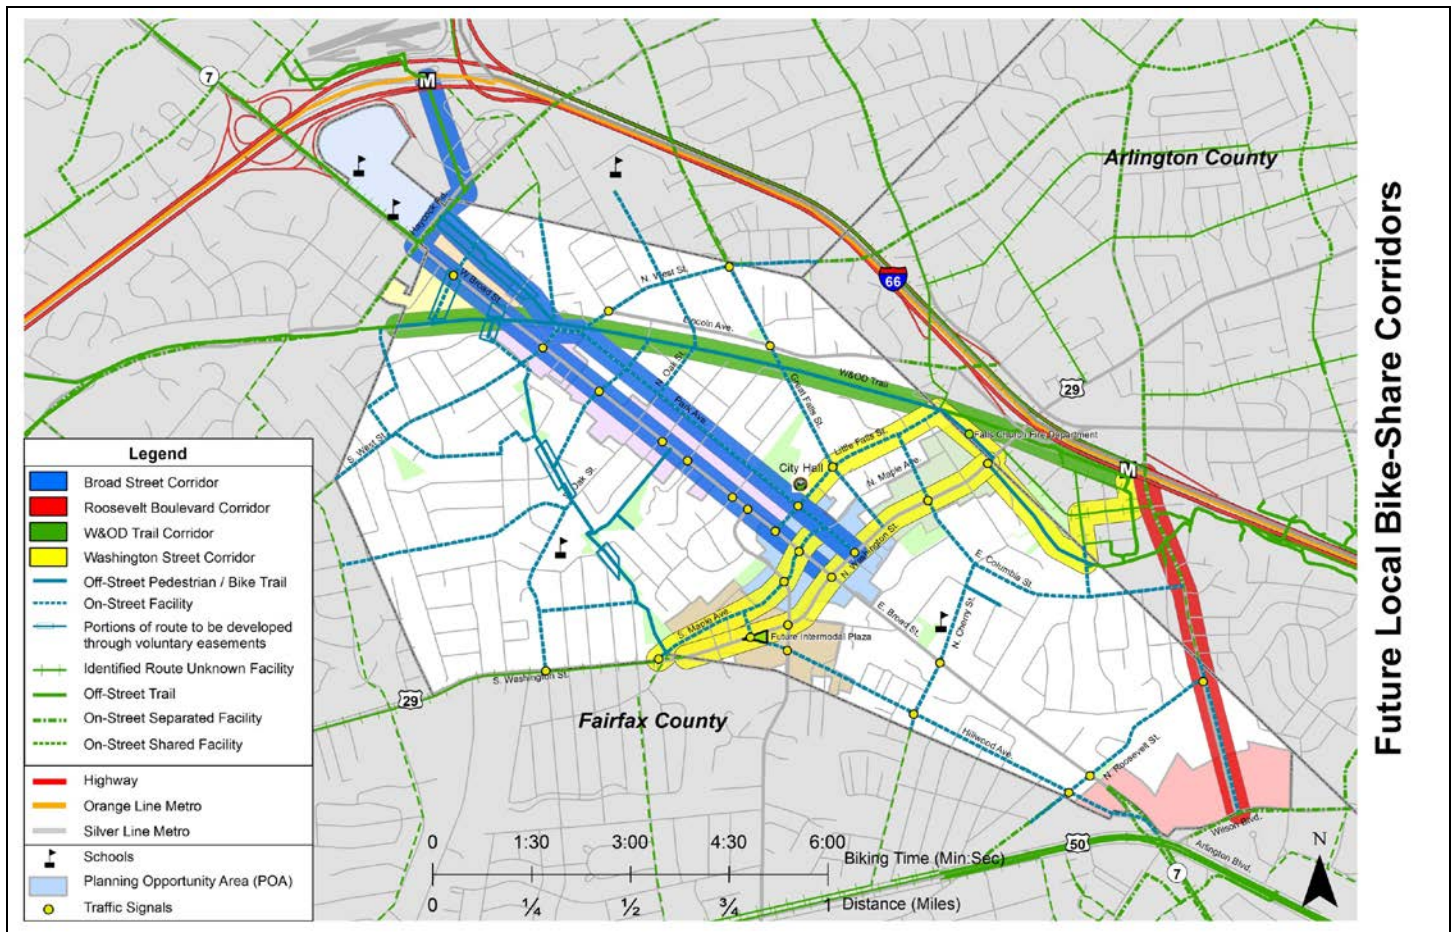 7
M
Arlington County
Haycock Rd.
W Broad St.
N. West St.
66
Lincoln Ave.
29
N. Oak St.
W&OD Trail
Great Falls St.
Park Ave.
Little Falls St.
Falls Church Fire Department
S. West St.
City Hall
N. Maple Ave.
M
Oak St.
N. Washington St.
E. Columbia St.
E. Broad St.
N. Cherry St.
S. Maple Ave.
Future Intermodal Plaza
S. Washington St.
29
Fairfax County
Hillwood Ave.
N. Roosevelt St.
Wilson Blvd.
50
Arlington Blvd.
7
N
Legend
Broad Street Corridor
Roosevelt Boulevard Corridor
W&OD Trail Corridor
Washington Street Corridor
Off-Street Pedestrian / Bike Trail
On-Street Facility
Portions of route to be developed
through voluntary easements
Identified Route Unknown Facility
Off-Street Trail
On-Street Separated Facility
On-Street Shared Facility
Highway
Orange Line Metro
Silver Line Metro
Schools
Planning Opportunity Area (POA)
Traffic Signals
0 1:30 3:00 4:30 6:00
Biking Time (Min:Sec)
0 ¼ ½ ¾ 1 Distance (Miles)
Future Local Bike-Share Corridors